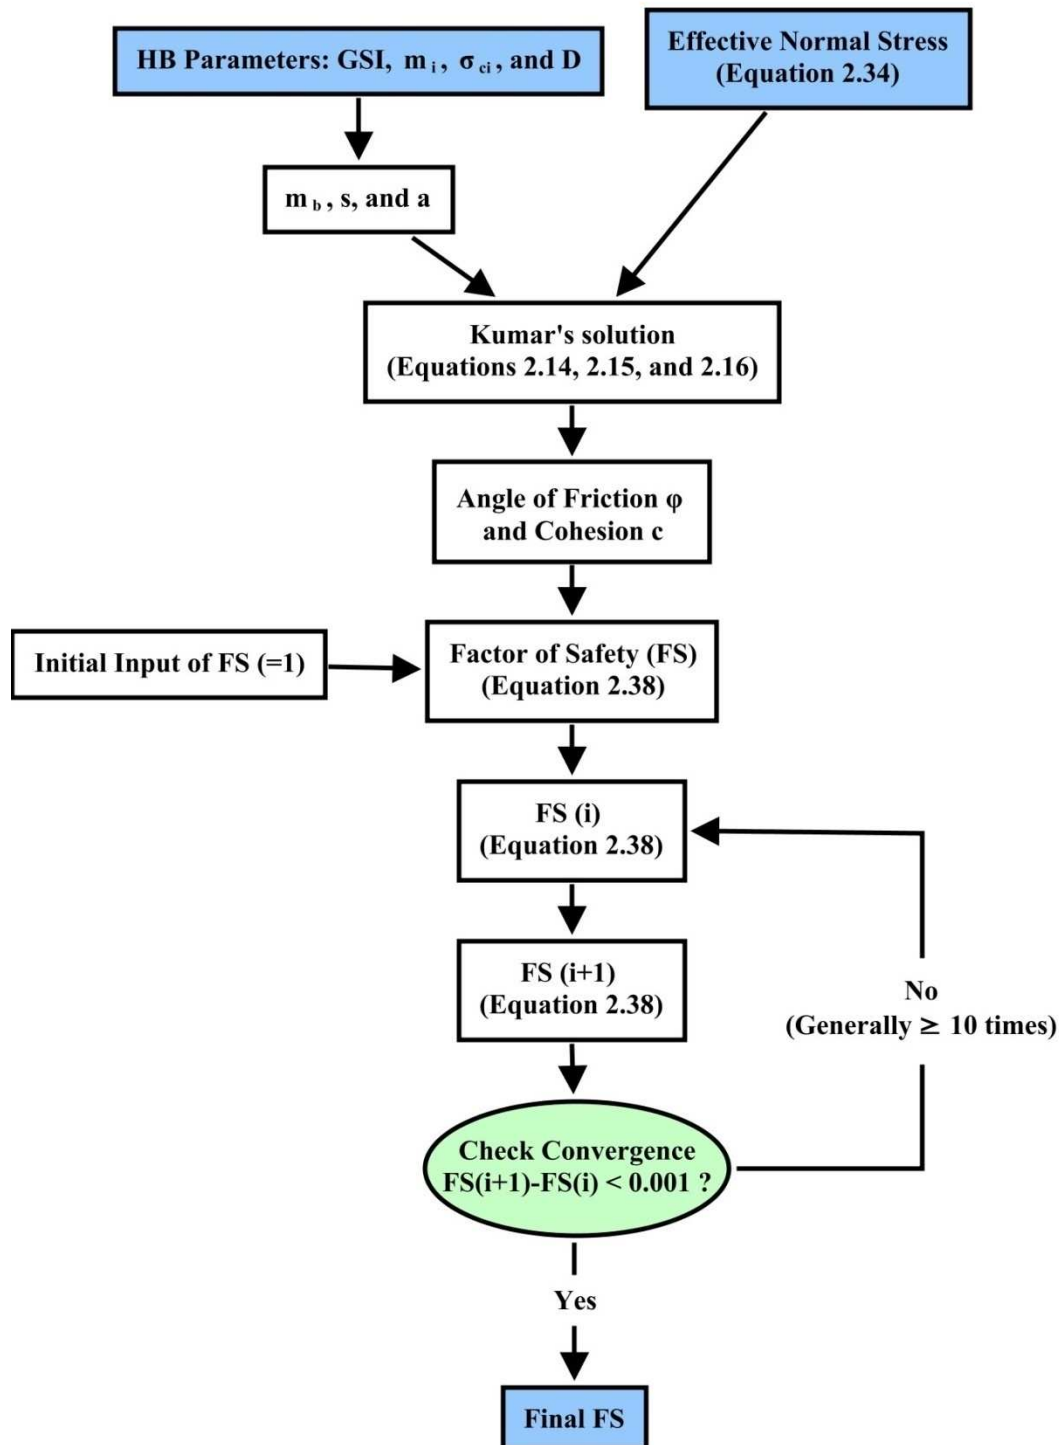 HB Parameters: GSI, m i , σ ci, and D
Effective Normal Stress
(Equation 2.34)
m b , s, and a
Kumar's solution
(Equations 2.14, 2.15, and 2.16)
Angle of Friction φ
and Cohesion c
Initial Input of FS (=1)
Factor of Safety (FS)
(Equation 2.38)
FS (i)
(Equation 2.38)
FS (i+1)
(Equation 2.38)
No
(Generally ≥ 10 times)
Check Convergence
FS(i+1)-FS(i) < 0.001 ?
Yes
Final FS